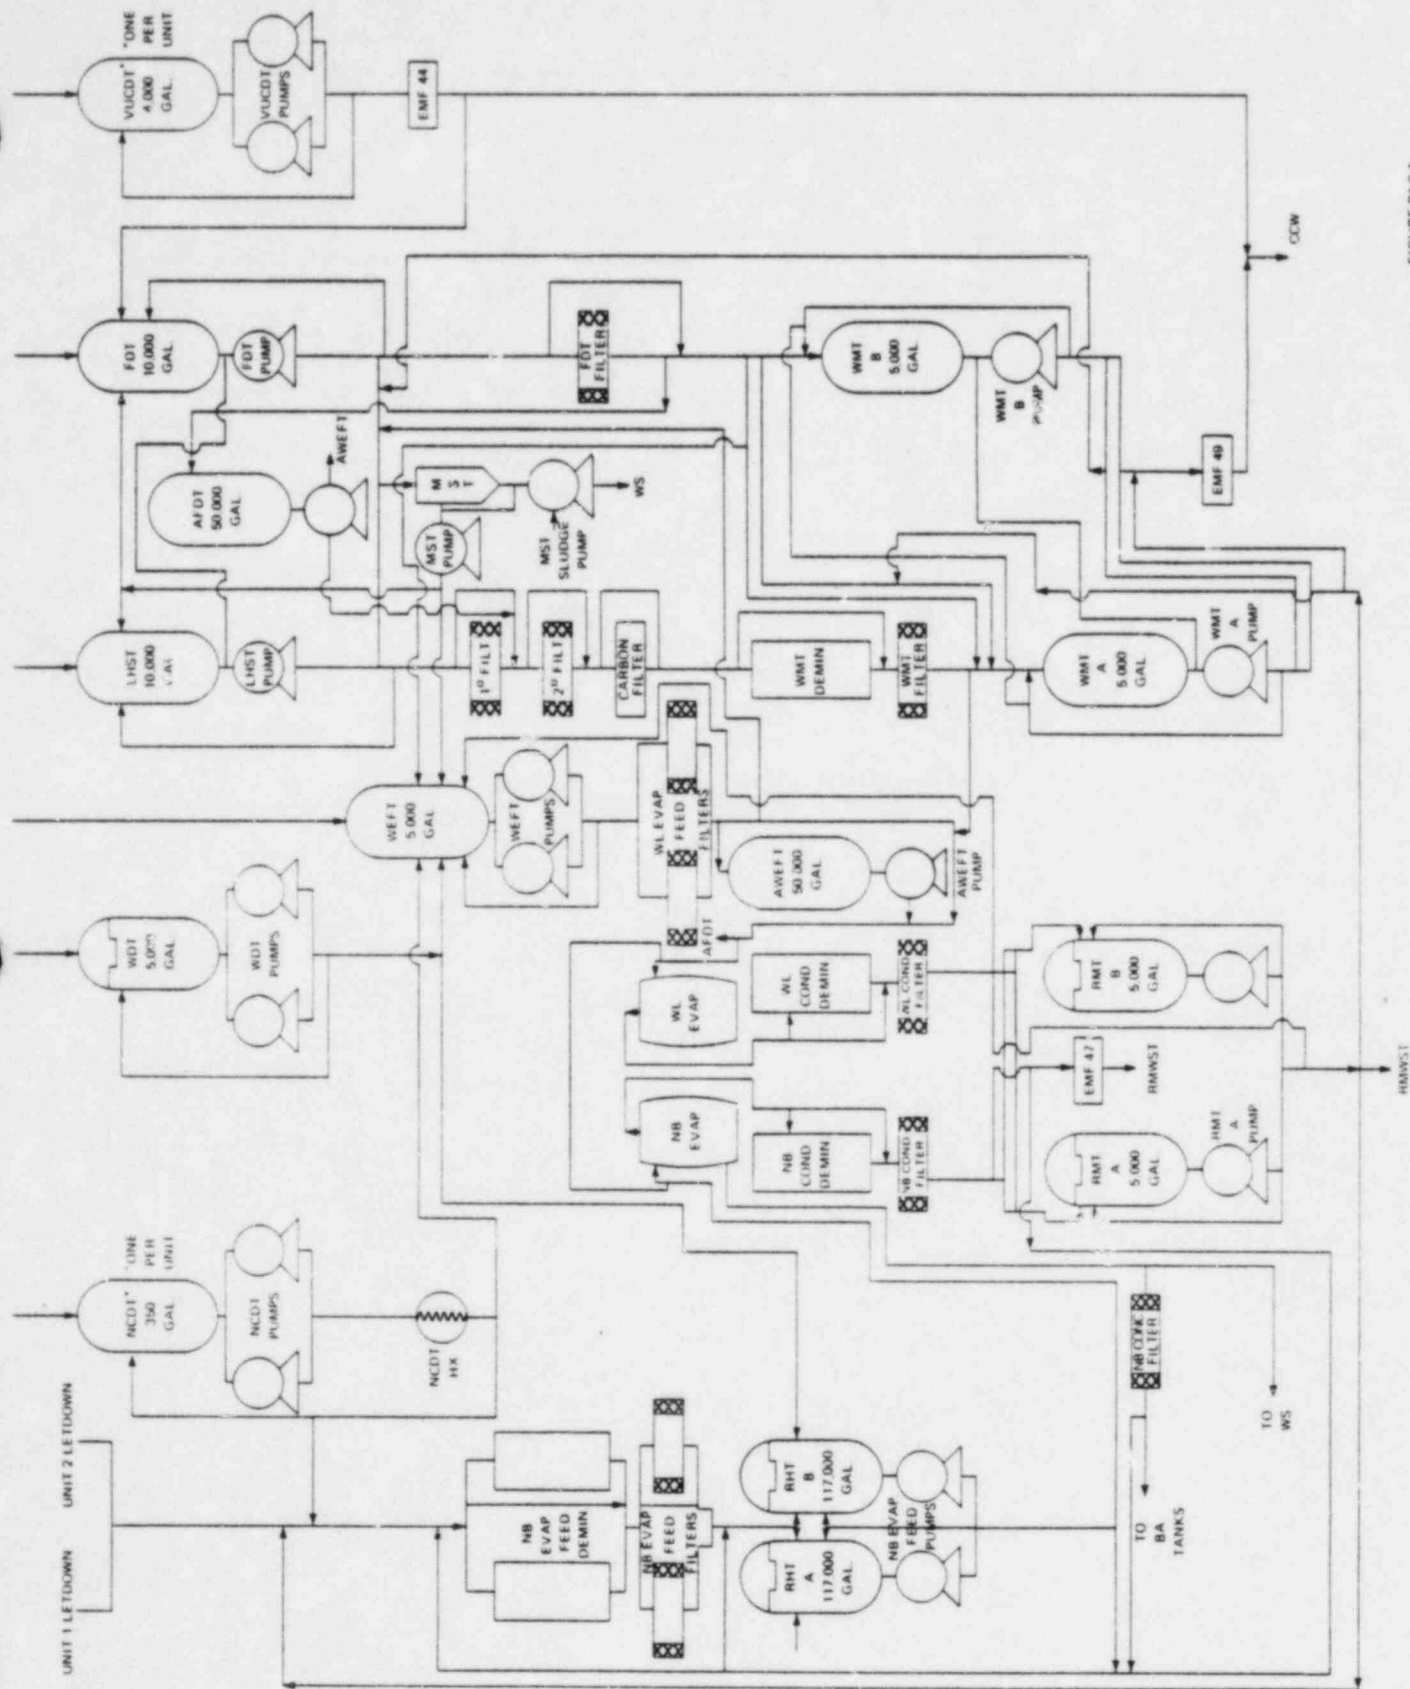 UNIT 1 LETDOWN
UNIT 2 LETDOWN
NCDT*
350
GAL
*ONE
PER
UNIT
NCDT
PUMPS
NCDT
HX
WDT
5.000
GAL
WDT
PUMPS
WEFT
5.000
GAL
WEFT
PUMPS
LHST
10.000
LHST
PUMP
AFDT
50.000
GAL
AWEFT
FDT
10.000
GAL
FDT
PUMP
VUCDT*
4.000
GAL.
*ONE
PER
UNIT
VUCDT
PUMPS
EMF 44
MST
PUMP
M
S
T
MST
SLUDGE
PUMP
WS
1° FILT
2° FILT
CARBON
FILTER
FDT
FILTERS
NB
EVAP
FEED
DEMIN
NB EVAP
FEED
FILTERS
RHT
A
117.000
GAL.
RHT
B
117.000
GAL
NB EVAP
FEED
PUMPS
NB
EVAP
WL
EVAP
NB
COND
DEMIN
WL
COND
DEMIN
NB COND
FILTER
WL COND
FILTER
WL EVAP
FEED
FILTERS
AFDT
AWEFT
50.000
GAL
AWEFT
PUMP
WMT
DEMIN
WMT
FILTER
WMT
A
5.000
GAL
WMT
A
PUMP
WMT
B
5.000
GAL
WMT
B
EMF 49
CCW
RMT
A
5.000
GAL
RMT
A
PUMP
RMT
B
5.000
GAL
EMF 47
RMWST
RMWST
NB CONC
FILTER
TO
WS
TO
BA
TANKS